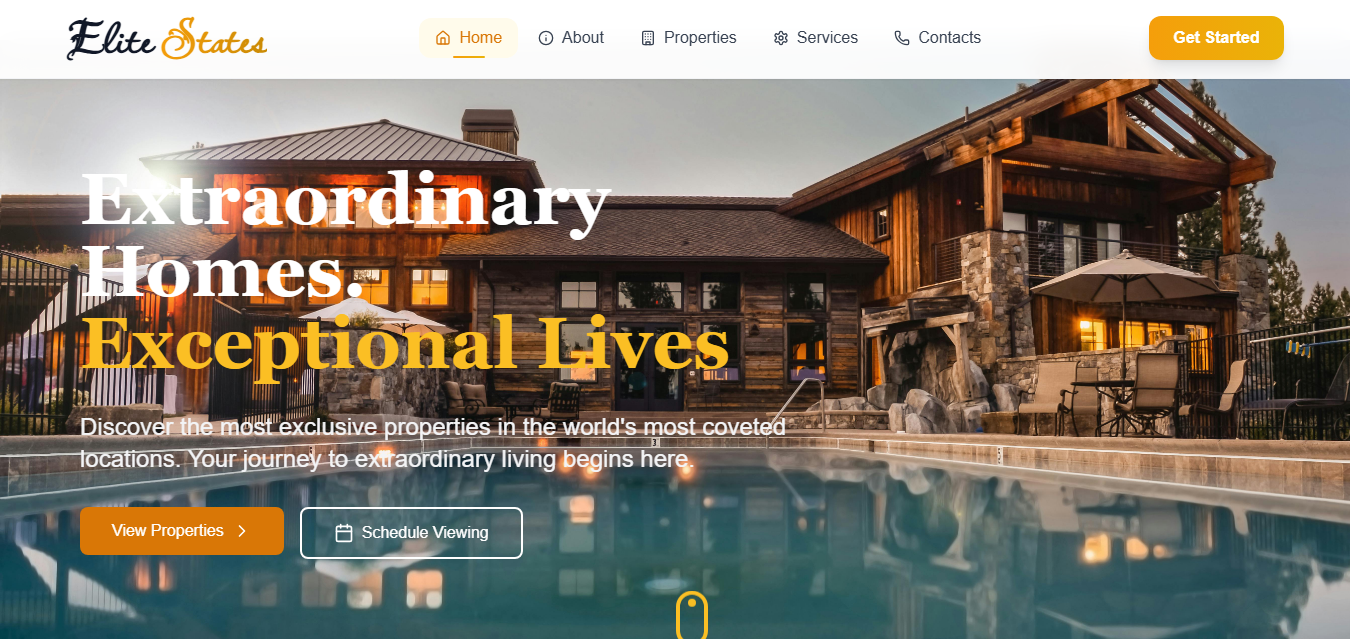 Elite States
Home
About
Properties
Services
Contacts
Get Started
Extraordinary
Homes.
Exceptional Lives
Discover the most exclusive properties in the world's most coveted
locations. Your journey to extraordinary living begins here.
View Properties
Schedule Viewing